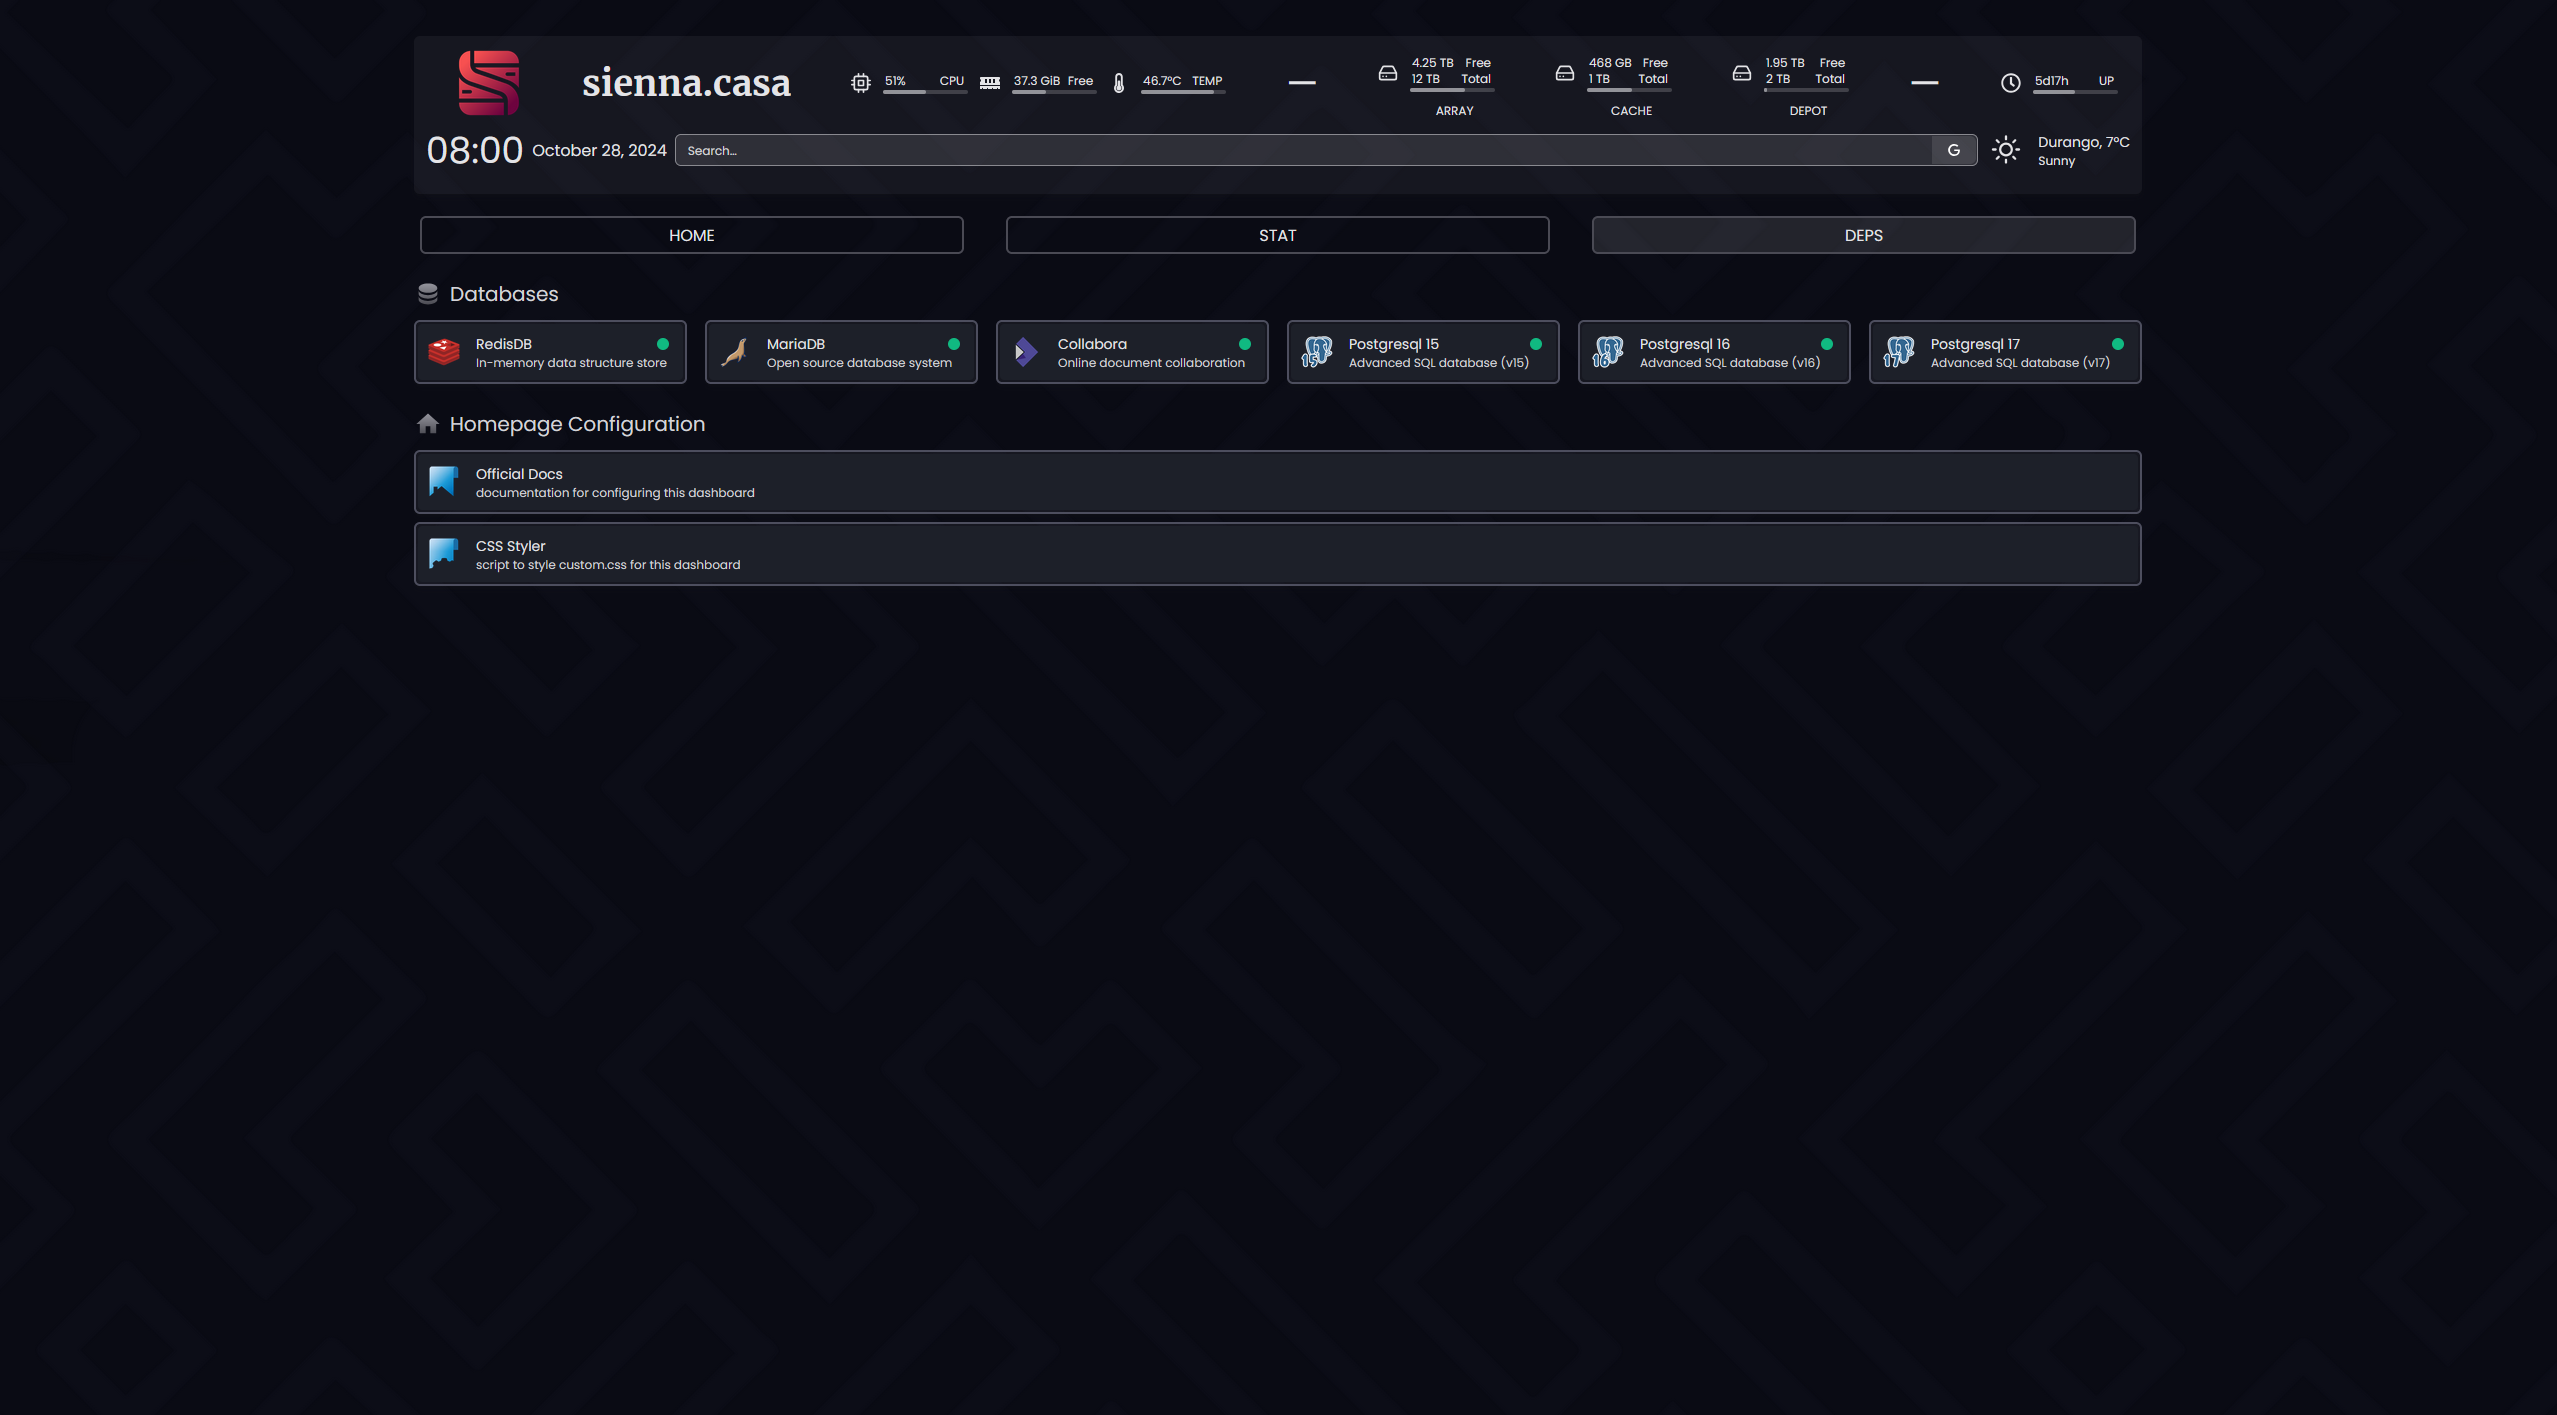 sienna.casa
51% CPU
37.3 GiB Free
46.7°C TEMP
4.25 TB Free
12 TB Total
ARRAY
468 GB Free
1 TB Total
CACHE
1.95 TB Free
2 TB Total
DEPOT
5d17h UP
08:00
October 28, 2024
Search...
G
Durango, 7°C
Sunny
HOME
STAT
DEPS
Databases
RedisDB
In-memory data structure store
MariaDB
Open source database system
Collabora
Online document collaboration
15
Postgresql 15
Advanced SQL database (v15)
16
Postgresql 16
Advanced SQL database (v16)
17
Postgresql 17
Advanced SQL database (v17)
Homepage Configuration
Official Docs
documentation for configuring this dashboard
CSS Styler
script to style custom.css for this dashboard